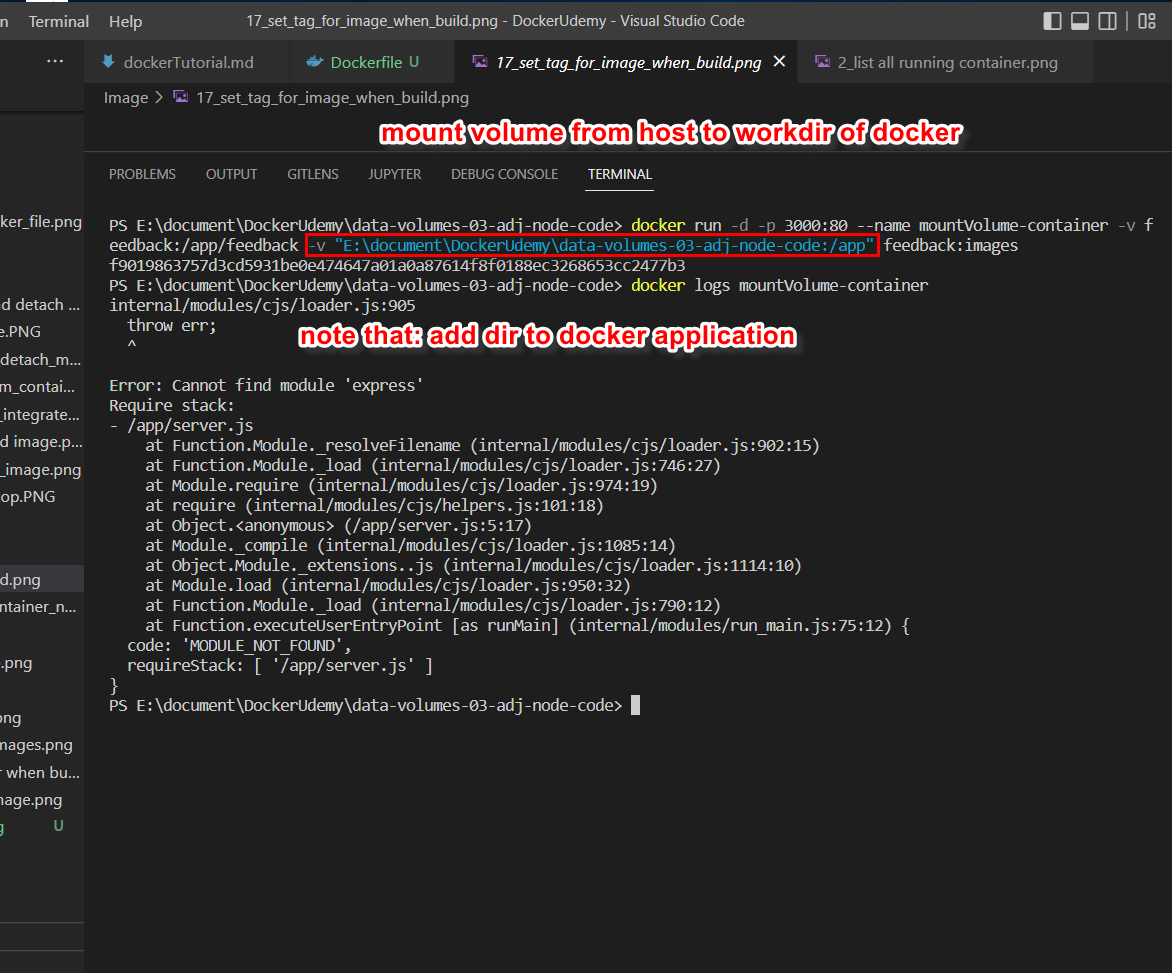 n Terminal Help 17_set_tag_for_image_when_build.png - DockerUdemy - Visual Studio Code
··· dockerTutorial.md Dockerfile U 17_set_tag_for_image_when_build.png × 2_list all running container.png
Image > 17_set_tag_for_image_when_build.png
mount volume from host to workdir of docker
PROBLEMS OUTPUT GITLENS JUPYTER DEBUG CONSOLE TERMINAL
ker_file.png
nd detach ...
e.PNG
detach_m...
m_contai...
_integrate...
d image.p...
_image.png
op.PNG
d.png
ntainer_n...
.png
png
mages.png
r when bu...
mage.png
g U
PS E:\document\DockerUdemy\data-volumes-03-adj-node-code> docker run -d -p 3000:80 --name mountVolume-container -v f
eedback:/app/feedback -v "E:\document\DockerUdemy\data-volumes-03-adj-node-code:/app" feedback:images
f9019863757d3cd5931be0e474647a01a0a87614f8f0188ec3268653cc2477b3
PS E:\document\DockerUdemy\data-volumes-03-adj-node-code> docker logs mountVolume-container
internal/modules/cjs/loader.js:905
throw err;
^
note that: add dir to docker application
Error: Cannot find module 'express'
Require stack:
- /app/server.js
at Function.Module._resolveFilename (internal/modules/cjs/loader.js:902:15)
at Function.Module._load (internal/modules/cjs/loader.js:746:27)
at Module.require (internal/modules/cjs/loader.js:974:19)
at require (internal/modules/cjs/helpers.js:101:18)
at Object.<anonymous> (/app/server.js:5:17)
at Module._compile (internal/modules/cjs/loader.js:1085:14)
at Object.Module._extensions..js (internal/modules/cjs/loader.js:1114:10)
at Module.load (internal/modules/cjs/loader.js:950:32)
at Function.Module._load (internal/modules/cjs/loader.js:790:12)
at Function.executeUserEntryPoint [as runMain] (internal/modules/run_main.js:75:12) {
code: 'MODULE_NOT_FOUND',
requireStack: [ '/app/server.js' ]
}
PS E:\document\DockerUdemy\data-volumes-03-adj-node-code>